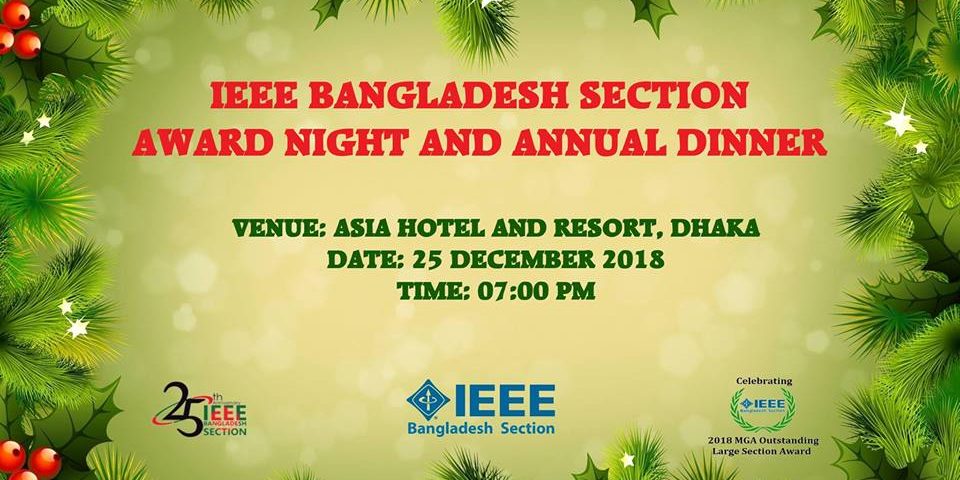 IEEE BANGLADESH SECTION
AWARD NIGHT AND ANNUAL DINNER
VENUE: ASIA HOTEL AND RESORT, DHAKA
DATE: 25 DECEMBER 2018
TIME: 07:00 PM
25th
IEEE
BANGLADESH
SECTION
IEEE
Bangladesh Section
Celebrating
IEEE
Bangladesh Section
2018 MGA Outstanding
Large Section Award